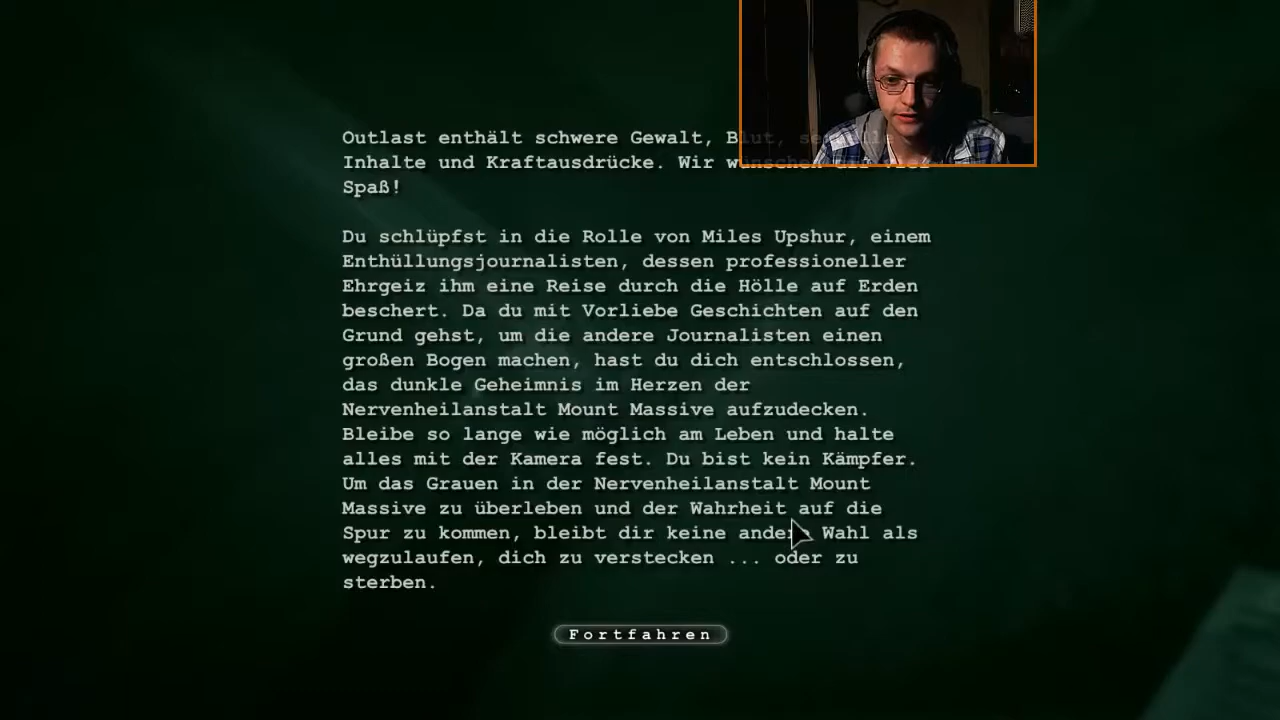 Outlast enthält schwere Gewalt, Blut,
Inhalte und Kraftausdrücke. Wir wünschen dir viel
Spaß!
Du schlüpfst in die Rolle von Miles Upshur, einem
Enthüllungsjournalisten, dessen professioneller
Ehrgeiz ihm eine Reise durch die Hölle auf Erden
beschert. Da du mit Vorliebe Geschichten auf den
Grund gehst, um die andere Journalisten einen
großen Bogen machen, hast du dich entschlossen,
das dunkle Geheimnis im Herzen der
Nervenheilanstalt Mount Massive aufzudecken.
Bleibe so lange wie möglich am Leben und halte
alles mit der Kamera fest. Du bist kein Kämpfer.
Um das Grauen in der Nervenheilanstalt Mount
Massive zu überleben und der Wahrheit auf die
Spur zu kommen, bleibt dir keine andere Wahl als
wegzulaufen, dich zu verstecken ... oder zu
sterben.
Fortfahren